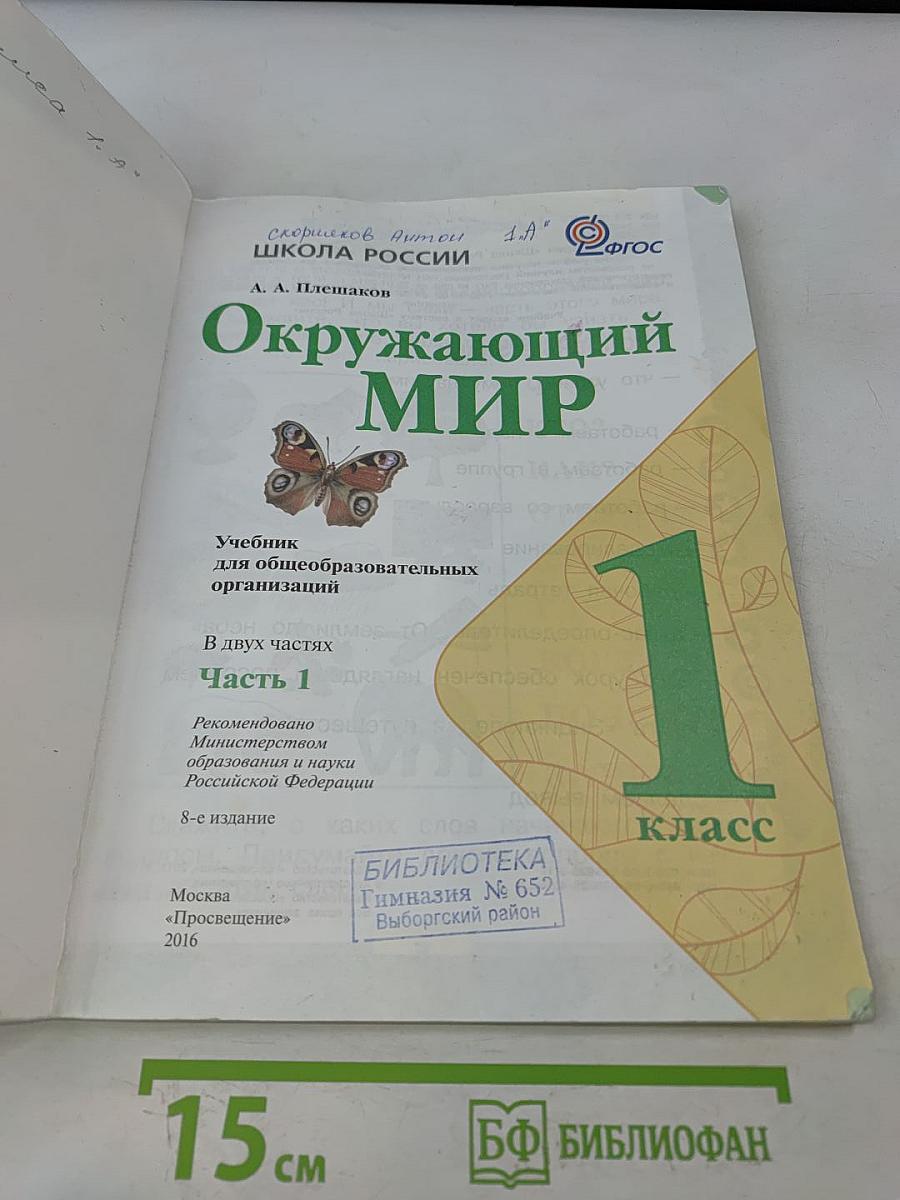 Антон 1„А"
ФГОС
ШКОЛА РОССИИ
А. А. Плешаков
Окружающий
МИР
Учебник
для общеобразовательных
организаций
В двух частях
Часть 1
Рекомендовано
Министерством
образования и науки
Российской Федерации
8-е издание
1
класс
БИБЛИОТЕКА
Гимназия № 652
Выборгский район
Москва
«Просвещение»
2016
15 см
БФ БИБЛИОФАН